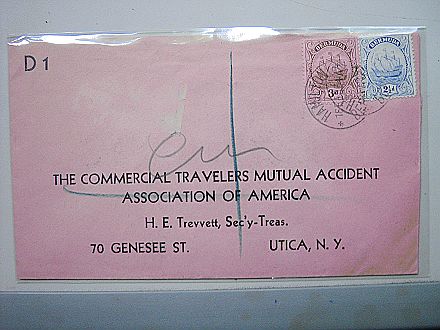 D 1
BERMUDA
3d
BERMUDA
2½d
HAMILTON
THE COMMERCIAL TRAVELERS MUTUAL ACCIDENT
ASSOCIATION OF AMERICA
H. E. Trevvett, Sec'y-Treas.
70 GENESEE ST. UTICA, N. Y.